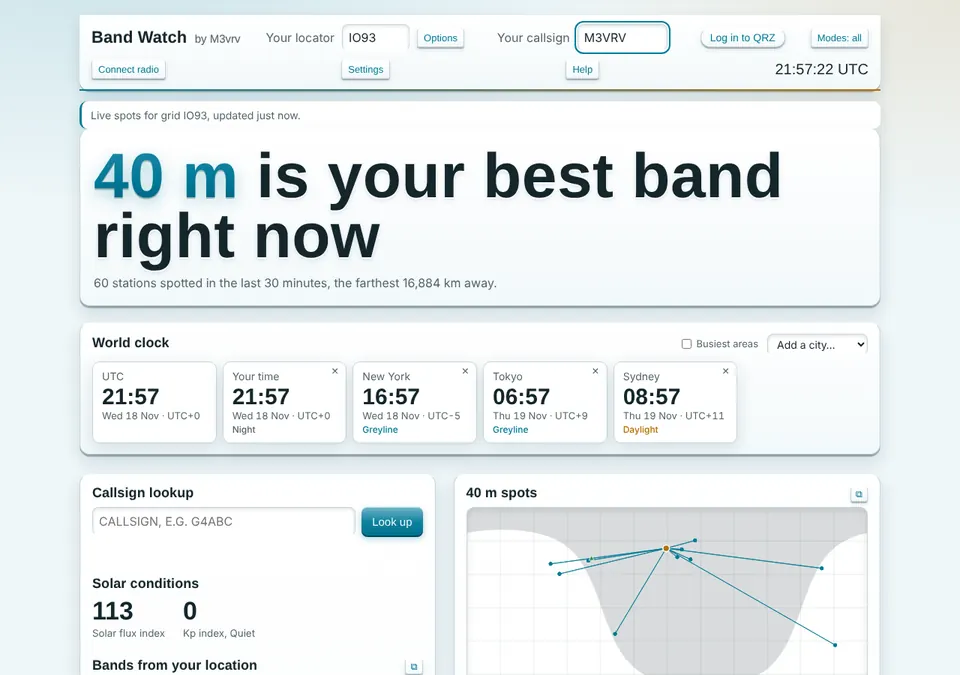 Band Watch by M3vrv Your locator IO93 Options Your callsign M3VRV Log in to QRZ Modes: all
Connect radio Settings Help 21:57:22 UTC
Live spots for grid IO93, updated just now.
40 m is your best band
right now
60 stations spotted in the last 30 minutes, the farthest 16,884 km away.
World clock Busiest areas Add a city...
UTC
21:57
Wed 18 Nov · UTC+0
Your time ×
21:57
Wed 18 Nov · UTC+0
Night
New York ×
16:57
Wed 18 Nov · UTC-5
Greyline
Tokyo ×
06:57
Thu 19 Nov · UTC+9
Greyline
Sydney ×
08:57
Thu 19 Nov · UTC+11
Daylight
Callsign lookup
CALLSIGN, E.G. G4ABC Look up
Solar conditions
113 0
Solar flux index Kp index, Quiet
Bands from your location
40 m spots